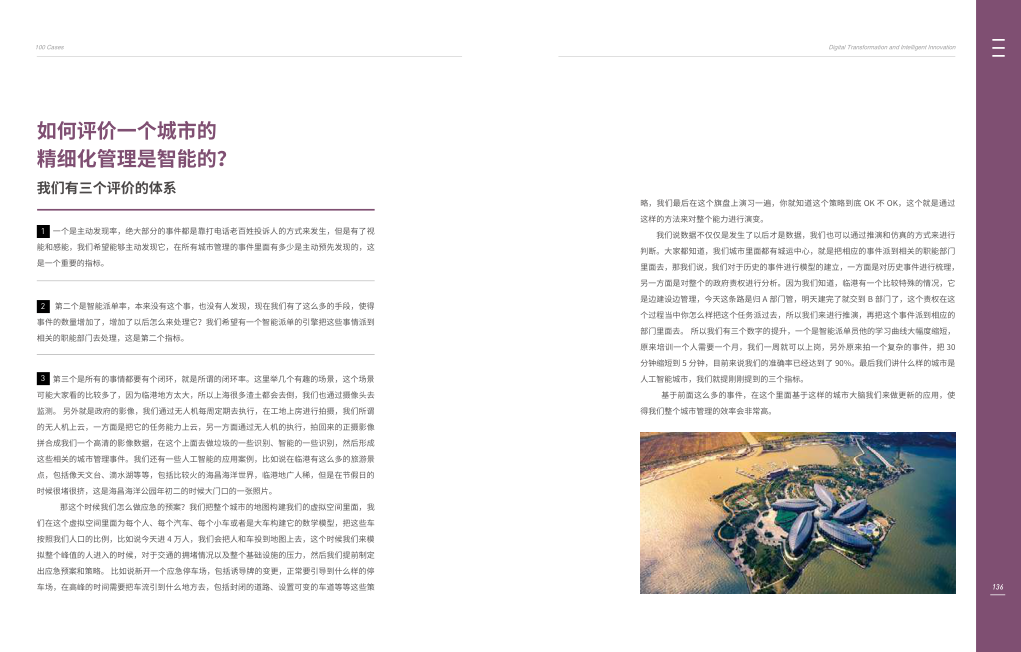 100 Cases
Digital Transformation and Intelligent Innovation
如何评价一个城市的
精细化管理是智能的？
我们有三个评价的体系
1 一个是主动发现率，绝大部分的事件都是靠打电话老百姓投诉人的方式来发生，但是有了视
能和感能，我们希望能够主动发现它，在所有城市管理的事件里面有多少是主动预先发现的，这
是一个重要的指标。
2 第二个是智能派单率，本来没有这个事，也没有人发现，现在我们有了这么多的手段，使得
事件的数量增加了，增加了以后怎么来处理它？我们希望有一个智能派单的引擎把这些事情派到
相关的职能部门去处理，这是第二个指标。
3 第三个是所有的事情都要有个闭环，就是所谓的闭环率。这里举几个有趣的场景，这个场景
可能大家看的比较多了，因为临港地方太大，所以上海很多渣土都会去倒，我们也通过摄像头去
监测。 另外就是政府的影像，我们通过无人机每周定期去执行，在工地上房进行拍摄，我们所谓
的无人机上云，一方面是把它的任务能力上云，另一方面通过无人机的执行，拍回来的正摄影像
拼合成我们一个高清的影像数据，在这个上面去做垃圾的一些识别、智能的一些识别，然后形成
这些相关的城市管理事件。我们还有一些人工智能的应用案例，比如说在临港有这么多的旅游景
点，包括像天文台、滴水湖等等，包括比较火的海昌海洋世界，临港地广人稀，但是在节假日的
时候很堵很挤，这是海昌海洋公园年初二的时候大门口的一张照片。
那这个时候我们怎么做应急的预案？我们把整个城市的地图构建我们的虚拟空间里面，我
们在这个虚拟空间里面为每个人、每个汽车、每个小车或者是大车构建它的数学模型，把这些车
按照我们人口的比例，比如说今天进 4 万人，我们会把人和车投到地图上去，这个时候我们来模
拟整个峰值的人进入的时候，对于交通的拥堵情况以及整个基础设施的压力，然后我们提前制定
出应急预案和策略。 比如说新开一个应急停车场，包括诱导牌的变更，正常要引导到什么样的停
车场，在高峰的时间需要把车流引到什么地方去，包括封闭的道路、设置可变的车道等等这些策
略，我们最后在这个旗盘上演习一遍，你就知道这个策略到底 OK 不 OK，这个就是通过
这样的方法来对整个能力进行演变。
我们说数据不仅仅是发生了以后才是数据，我们也可以通过推演和仿真的方式来进行
判断。大家都知道，我们城市里面都有城运中心，就是把相应的事件派到相关的职能部门
里面去，那我们说，我们对于历史的事件进行模型的建立，一方面是对历史事件进行梳理，
另一方面是对整个的政府责权进行分析。因为我们知道，临港有一个比较特殊的情况，它
是边建设边管理，今天这条路是归 A 部门管，明天建完了就交到 B 部门了，这个责权在这
个过程当中你怎么样把这个任务派过去，所以我们来进行推演，再把这个事件派到相应的
部门里面去。 所以我们有三个数字的提升，一个是智能派单员他的学习曲线大幅度缩短，
原来培训一个人需要一个月，我们一周就可以上岗，另外原来拍一个复杂的事件，把 30
分钟缩短到 5 分钟，目前来说我们的准确率已经达到了 90%。最后我们讲什么样的城市是
人工智能城市，我们就提刚刚提到的三个指标。
基于前面这么多的事件，在这个里面基于这样的城市大脑我们来做更新的应用，使
得我们整个城市管理的效率会非常高。
136